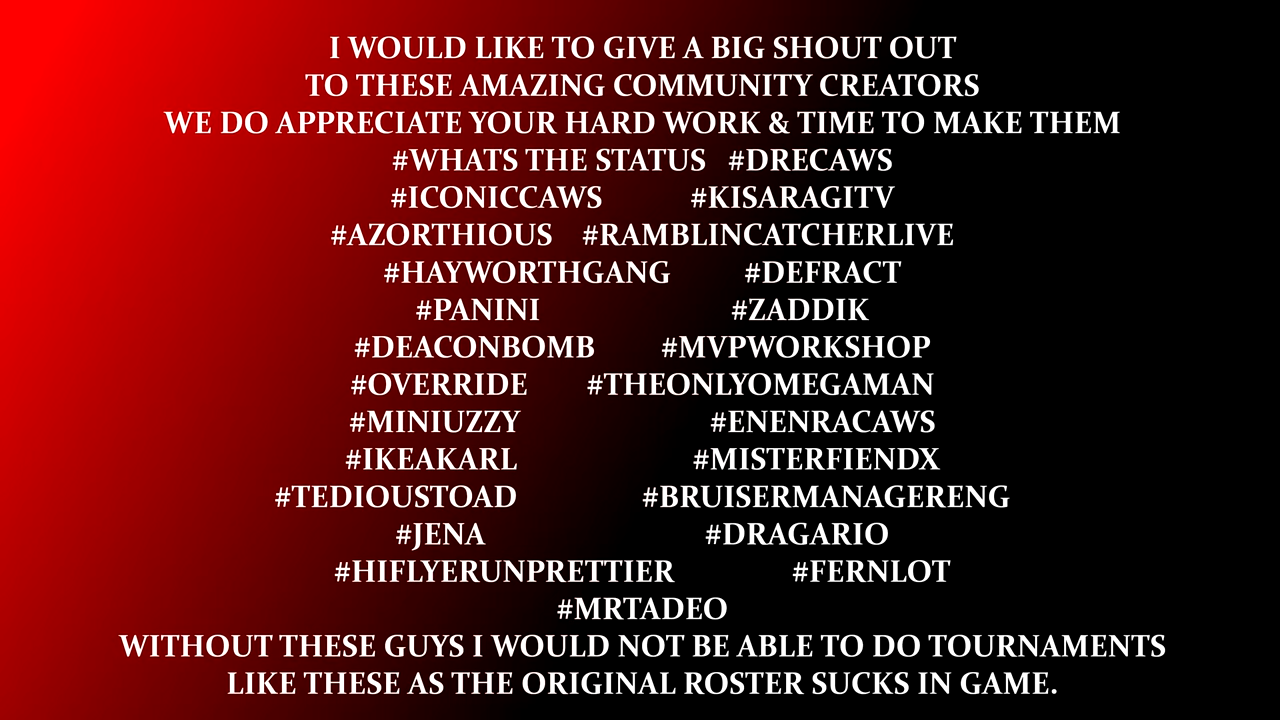 I WOULD LIKE TO GIVE A BIG SHOUT OUT
TO THESE AMAZING COMMUNITY CREATORS
WE DO APPRECIATE YOUR HARD WORK & TIME TO MAKE THEM
#WHATS THE STATUS #DRECAWS
#ICONICCAWS #KISARAGITV
#AZORTHIOUS #RAMBLINCATCHERLIVE
#HAYWORTHGANG #DEFRACT
#PANINI #ZADDIK
#DEACONBOMB #MVPWORKSHOP
#OVERRIDE #THEONLYOMEGAMAN
#MINIUZZY #ENENRACAWS
#IKEAKARL #MISTERFIENDX
#TEDIOUSTOAD #BRUISERMANAGERENG
#JENA #DRAGARIO
#HIFLYERUNPRETTIER #FERNLOT
#MRTADEO
WITHOUT THESE GUYS I WOULD NOT BE ABLE TO DO TOURNAMENTS
LIKE THESE AS THE ORIGINAL ROSTER SUCKS IN GAME.